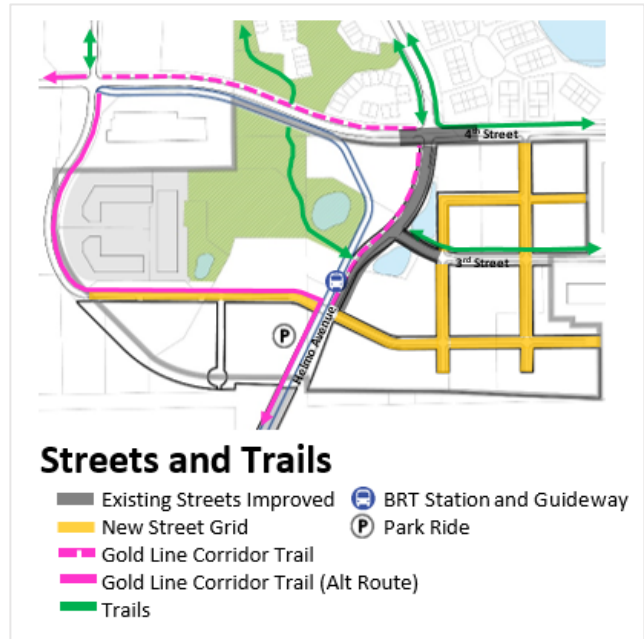 4th Street
3rd Street
P
Helmo Avenue
Streets and Trails
Existing Streets Improved
BRT Station and Guideway
New Street Grid
P Park Ride
Gold Line Corridor Trail
Gold Line Corridor Trail (Alt Route)
Trails